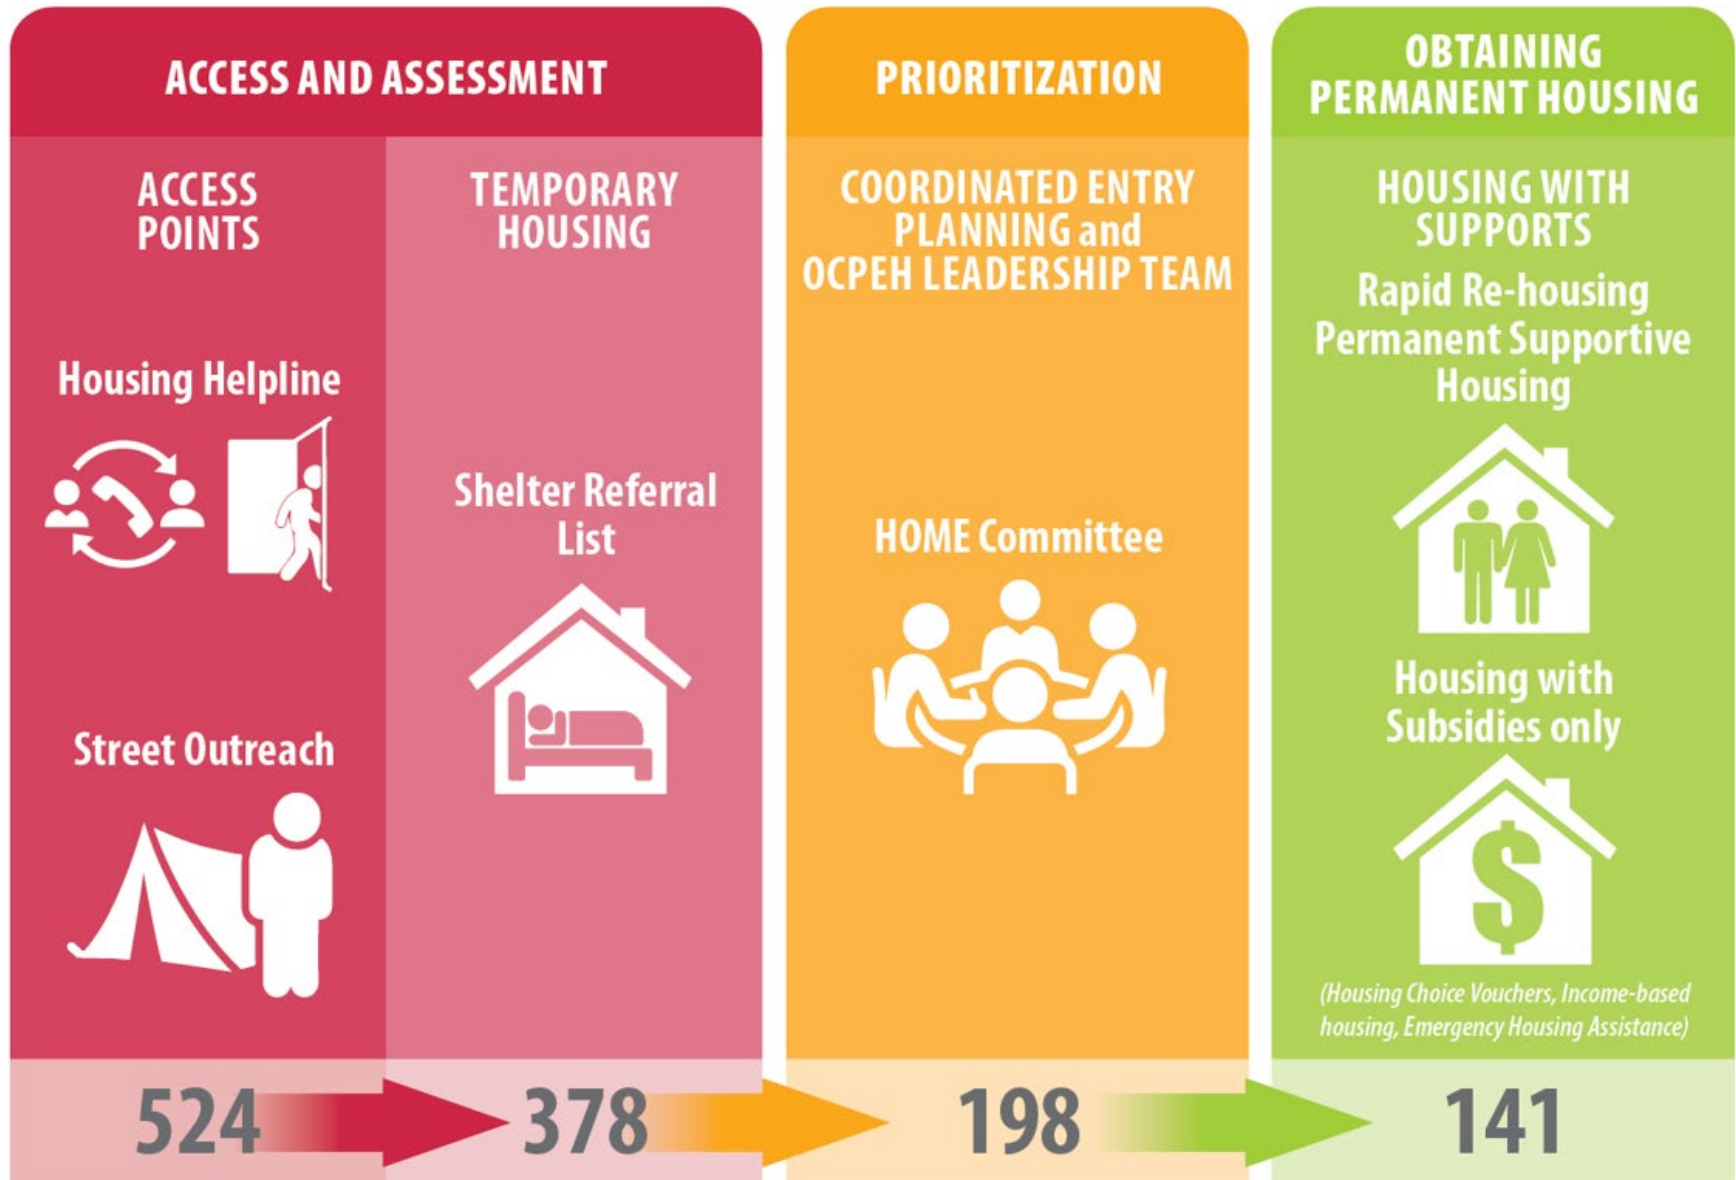 ACCESS AND ASSESSMENT
PRIORITIZATION
OBTAINING
PERMANENT HOUSING
ACCESS
POINTS
Housing Helpline
Street Outreach
TEMPORARY
HOUSING
Shelter Referral
List
COORDINATED ENTRY
PLANNING and
OCPEH LEADERSHIP TEAM
HOME Committee
HOUSING WITH
SUPPORTS
Rapid Re-housing
Permanent Supportive
Housing
Housing with
Subsidies only
$
(Housing Choice Vouchers, Income-based
housing, Emergency Housing Assistance)
524
378
198
141